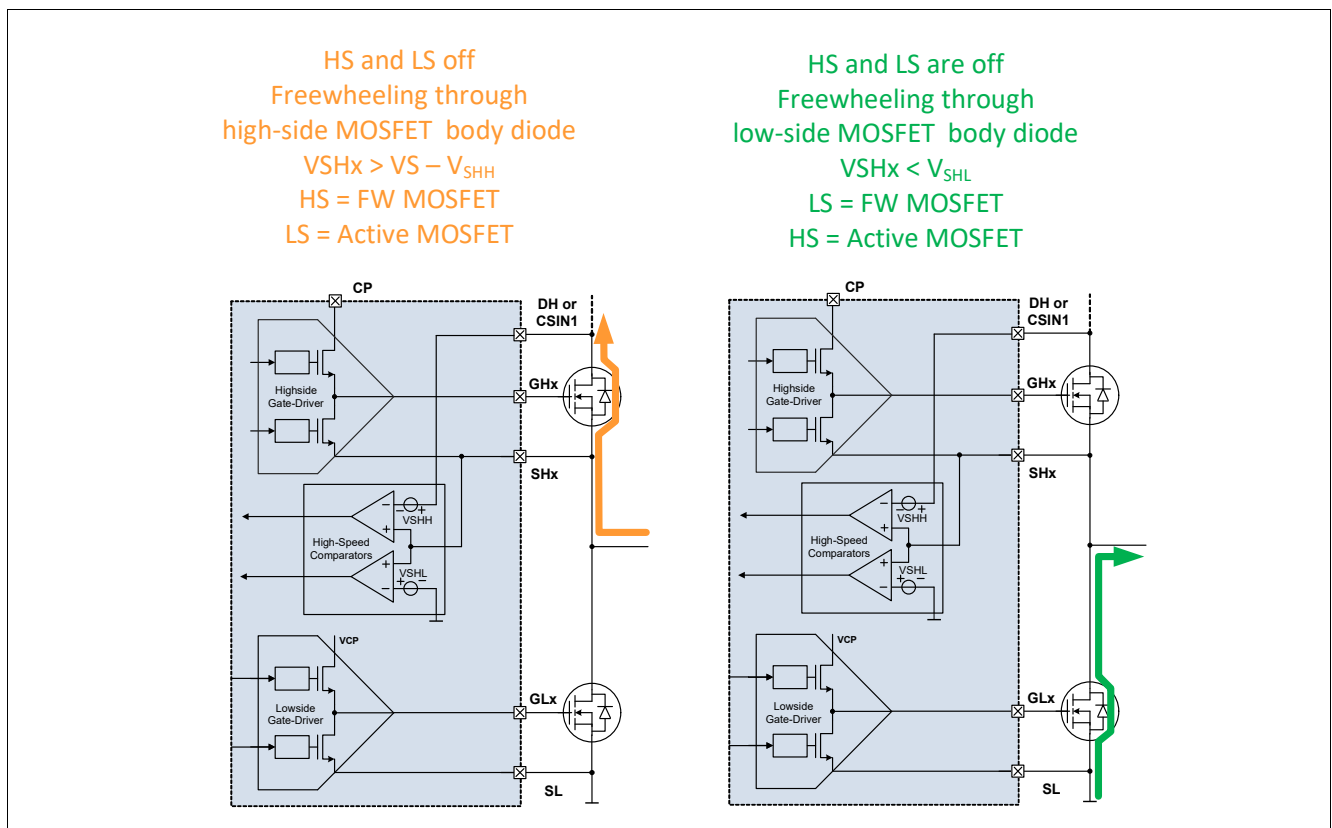 HS and LS off
Freewheeling through
high-side MOSFET body diode
VSHx > VS – VSHH
HS = FW MOSFET
LS = Active MOSFET
CP
DH or
CSIN1
Highside
Gate-Driver
GHx
SHx
VSHH
High-Speed
Comparators
VSHL
VCP
Lowside
Gate-Driver
GLx
SL
HS and LS are off
Freewheeling through
low-side MOSFET body diode
VSHx < VSHL
LS = FW MOSFET
HS = Active MOSFET
CP
DH or
CSIN1
Highside
Gate-Driver
GHx
SHx
VSHH
High-Speed
Comparators
VSHL
VCP
Lowside
Gate-Driver
GLx
SL